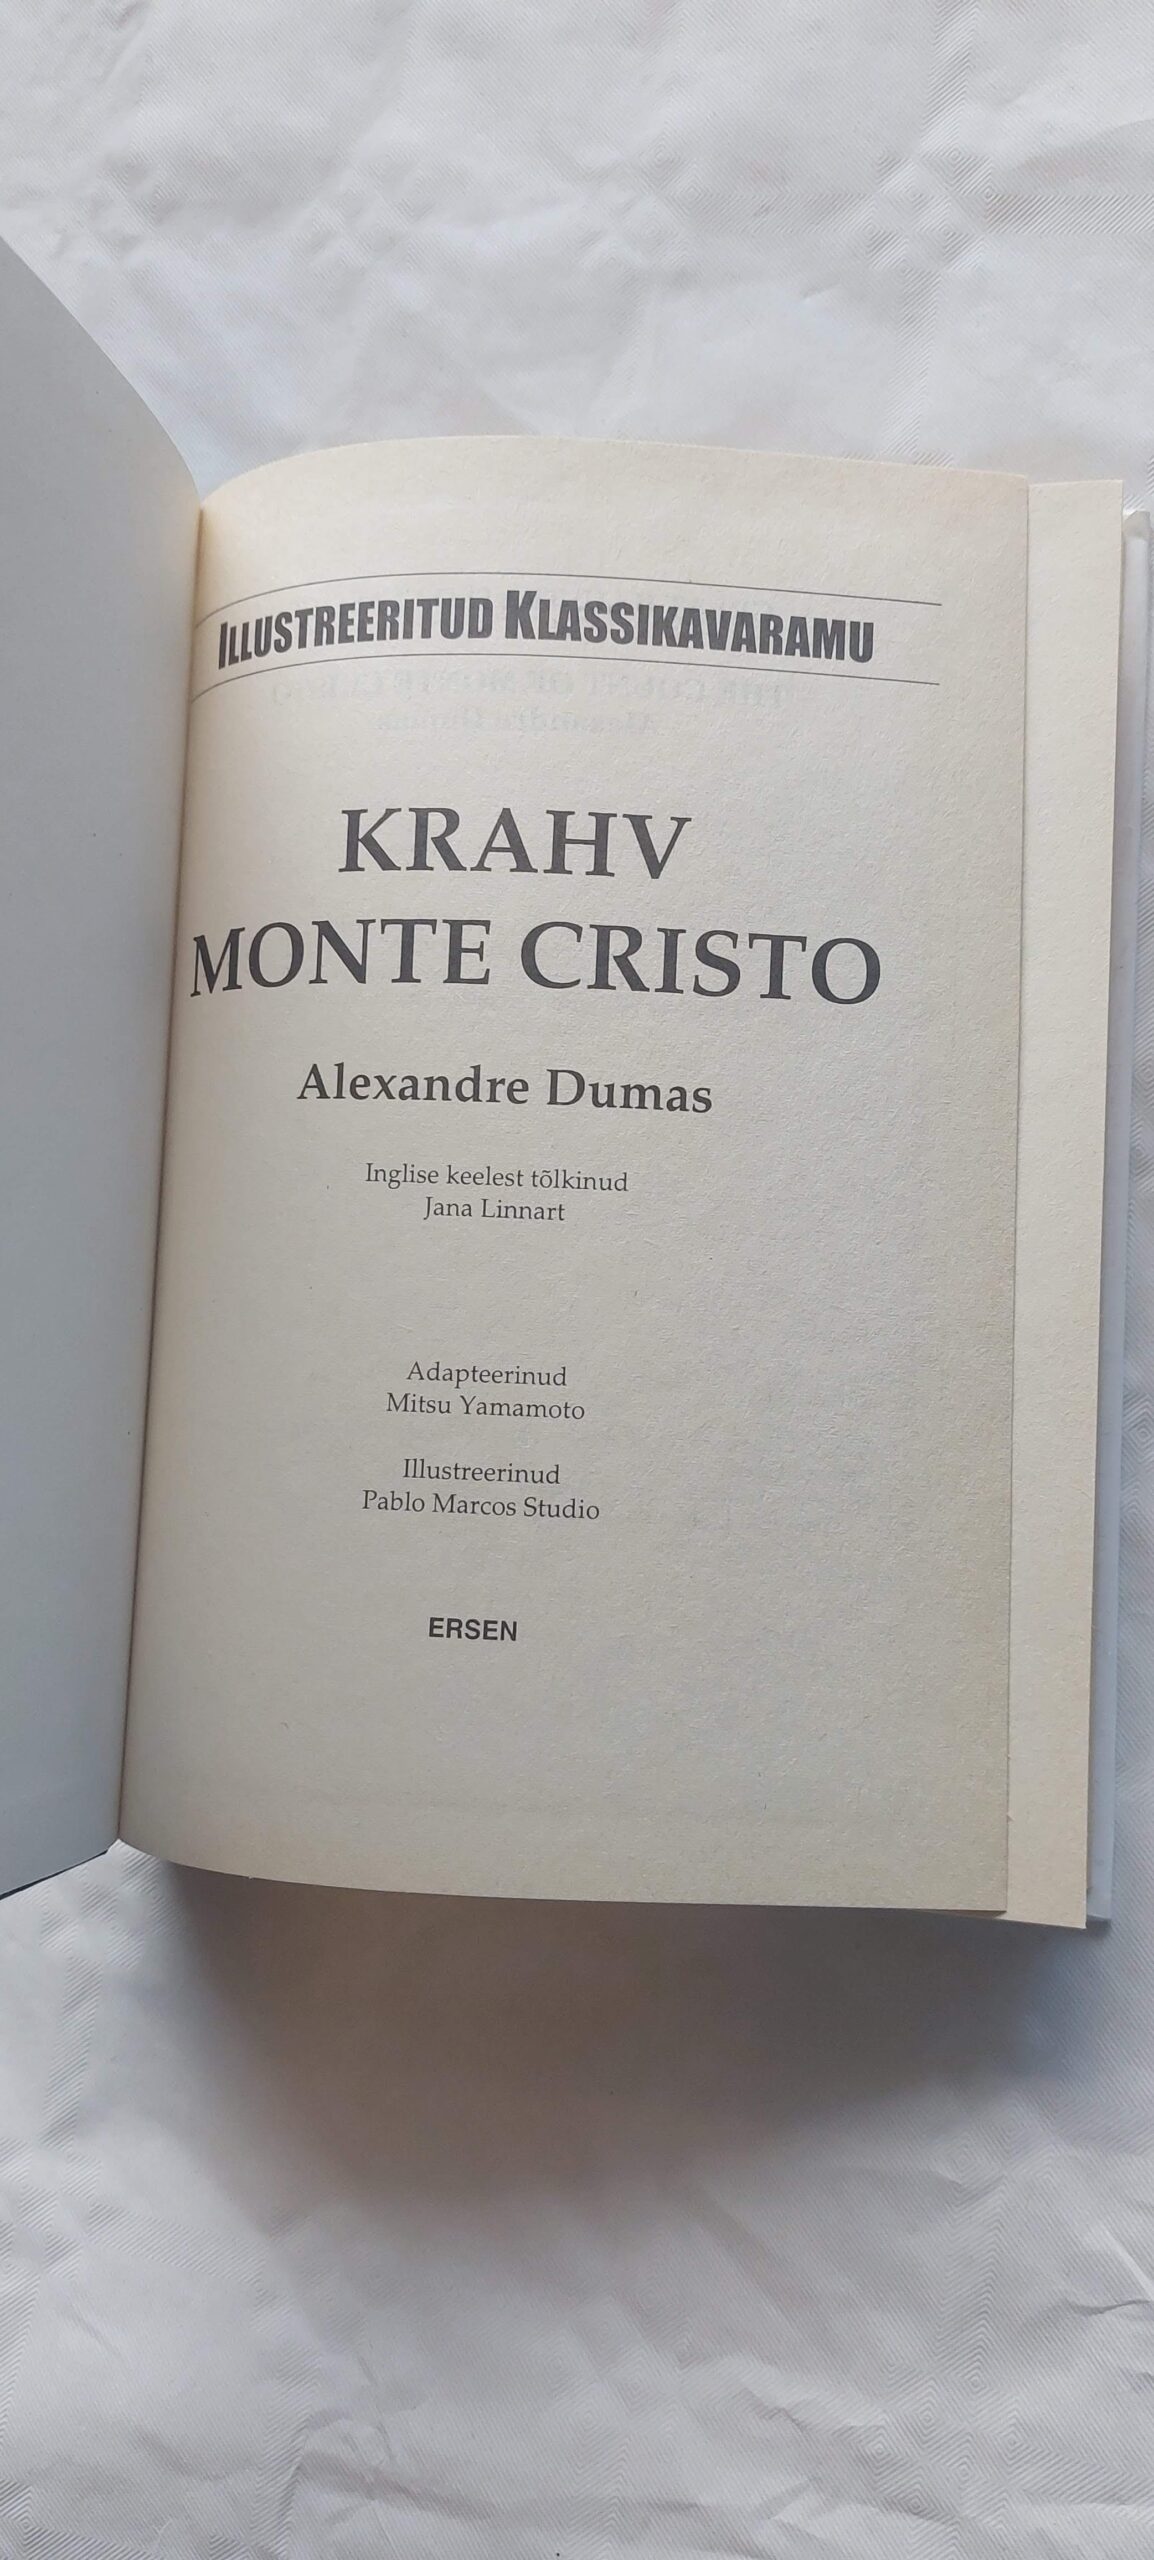 ILLUSTREERITUD KLASSIKAVARAMU
KRAHV
MONTE CRISTO
Alexandre Dumas
Inglise keelest tõlkinud
Jana Linnart
Adapteerinud
Mitsu Yamamoto
Illustreerinud
Pablo Marcos Studio
ERSEN